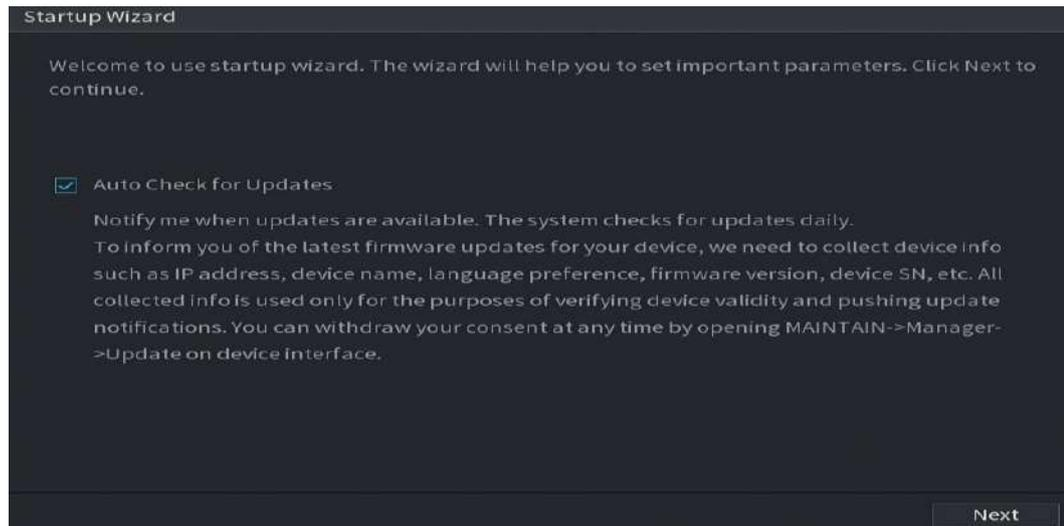 Startup Wizard
Welcome to use startup wizard. The wizard will help you to set important parameters. Click Next to
continue.
Auto Check for Updates
Notify me when updates are available. The system checks for updates daily.
To inform you of the latest firmware updates for your device, we need to collect device info
such as IP address, device name, language preference, firmware version, device SN, etc. All
collected info is used only for the purposes of verifying device validity and pushing update
notifications. You can withdraw your consent at any time by opening MAINTAIN->Manager-
>Update on device interface.
Next